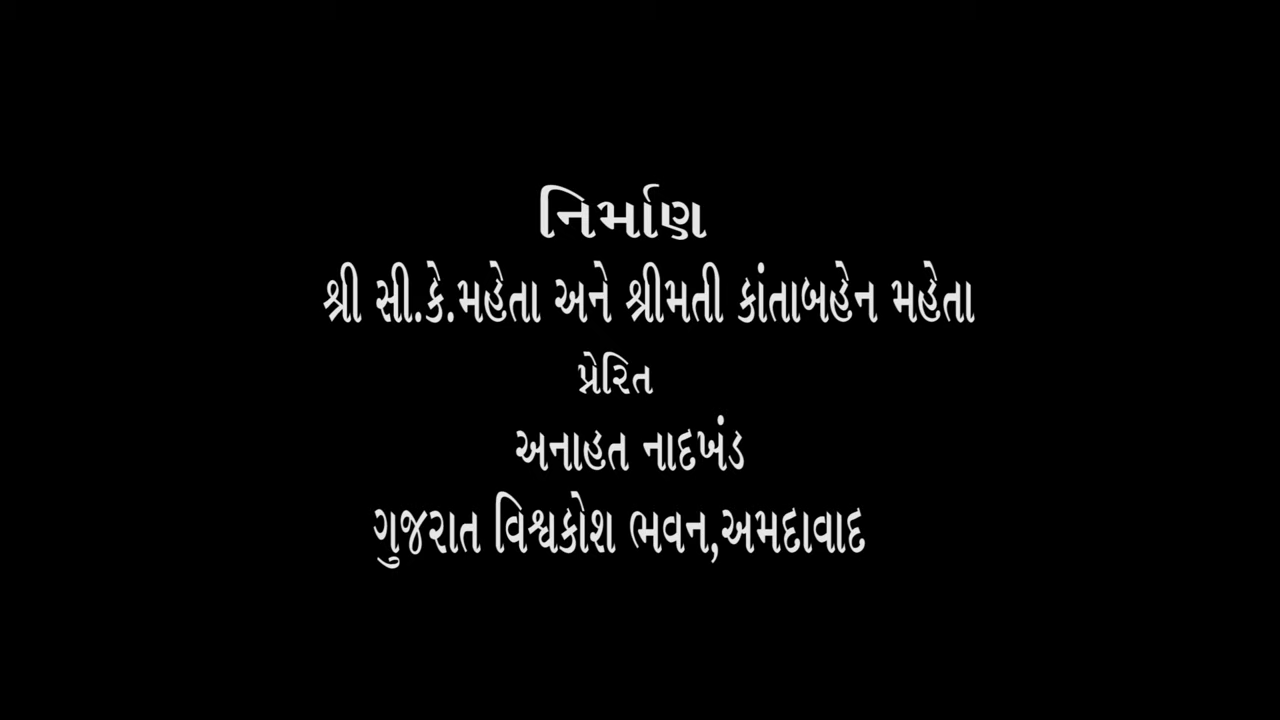 નિર્માણ
શ્રી સી.કે.મહેતા અને શ્રીમતી કાંતાબહેન મહેતા
પ્રેરિત
અનાહત નાદખંડ
ગુજરાત વિશ્વકોશ ભવન,અમદાવાદ